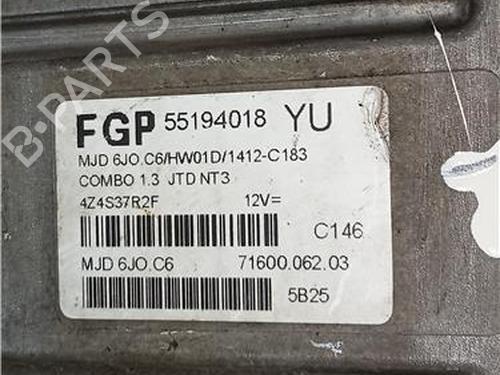 B-PARTS
FGP 55194018 YU
MJD 6JO.C6/HW01D/1412-C183
COMBO 1.3 JTD NT3
4Z4S37R2F 12V=
C146
MJD 6JO.C6 71600.062.03
5B25